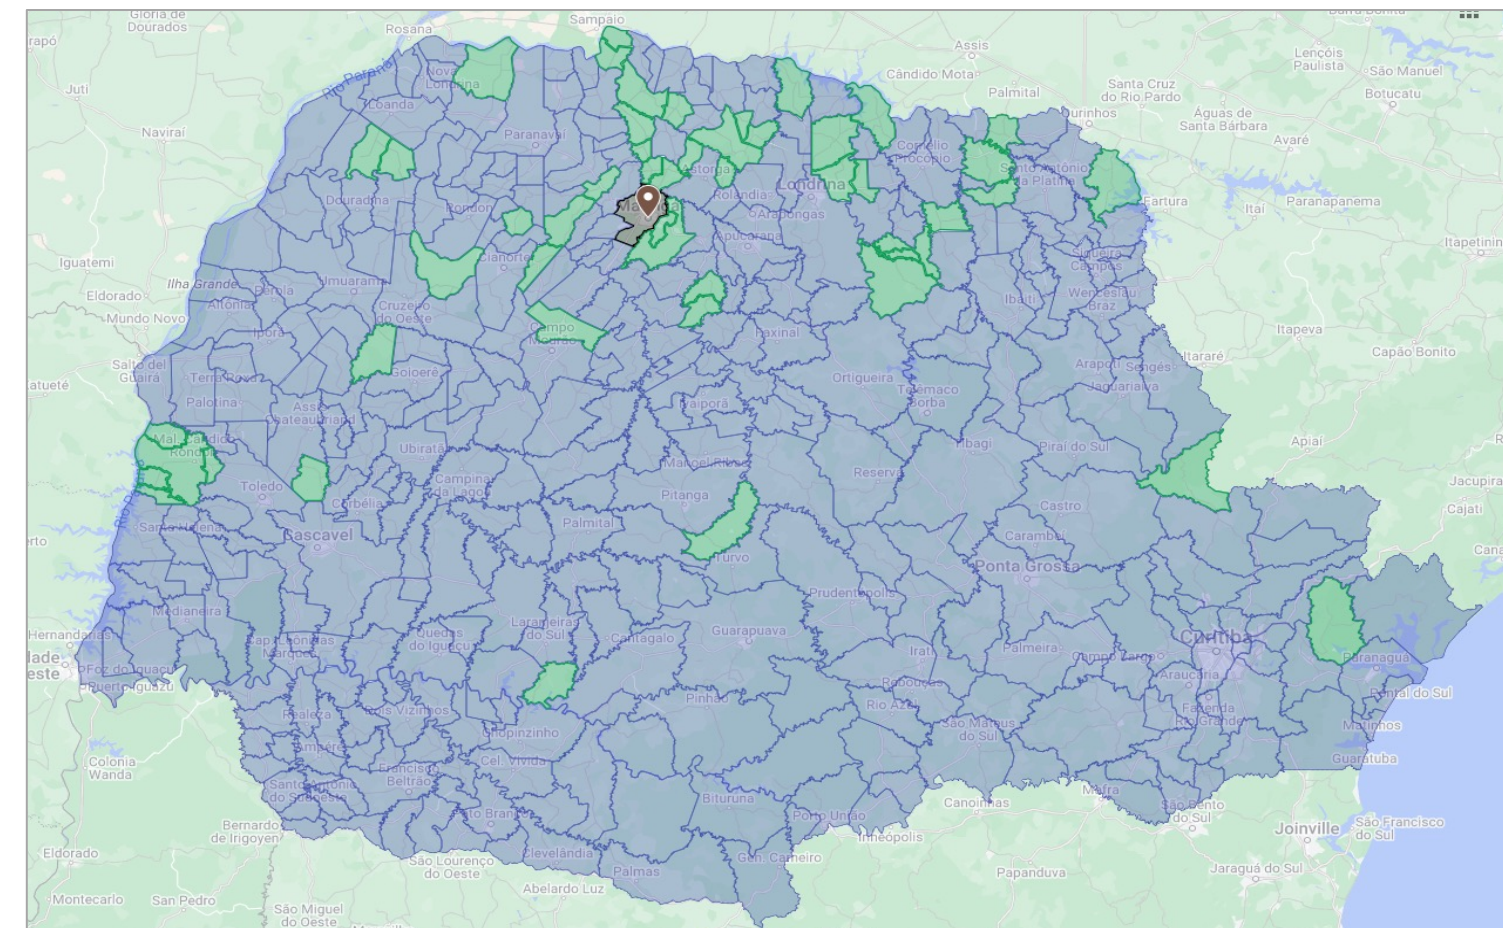 Glória de
Dourados
Rosana
Sampaio
Barra Bonita
Assis
Lençóis
Paulista
São Manuel
Cândido Mota
Santa Cruz
do Rio Pardo
Botucatu
Juti
Rio Paraná
Nova
Londrina
Loanda
Palmital
Ourinhos
Águas de
Santa Bárbara
Avaré
Naviraí
Paranavaí
Cornélio
Procópio
Astorga
Santo Antônio
da Platina
Londrina
Rolândia
Arapongas
Fartura
Itaí
Paranapanema
Douradina
Rondon
Apucarana
Itapetinin
Iguatemi
Cianorte
Siqueira
Campos
Ilha Grande
Umuarama
Pérola
Eldorado
Altônia
Cruzeiro
do Oeste
Ibaiti
Wenceslau
Braz
Mundo Novo
Iporã
Campo
Mourão
Faxinal
Itapeva
Capão Bonito
Salto del
Guairá
Goioerê
Terra Roxa
Palotina
Ortigueira
Telêmaco
Borba
Arapoti
Sengés
Jaguariaíva
Itararé
Assis
Chateaubriand
Ivaiporã
Mal. Cândido
Rondon
Ubiratã
Manoel Ribas
Tibagi
Piraí do Sul
Apiaí
Toledo
Campina
da Lagoa
Pitanga
Reserva
Jacupira
Corbélia
Castro
Cajati
Santa Helena
Cascavel
Palmital
Carambeí
Turvo
Ponta Grossa
Medianeira
Prudentópolis
Hernandarias
Cap. Leônidas
Marques
Quedas
do Iguaçu
Laranjeiras
do Sul
Cantagalo
Guarapuava
Irati
Palmeira
Campo Largo
Curitiba
Paranaguá
Foz do Iguaçu
Puerto Iguazú
Araucária
Rebouças
Rio Azul
Pinhão
Pontal do Sul
Realeza
Dois Vizinhos
Chopinzinho
São Mateus
do Sul
Fazenda
Rio Grande
Matinhos
Ampére
Cel. Vivida
Guaratuba
Colonia
Wanda
Francisco
Beltrão
Santo Antônio
do Sudoeste
Bituruna
Porto União
Canoinhas
Mafra
São Bento
do Sul
Pato Branco
Bernardo
de Irigoyen
Irineópolis
Joinville
São Francisco
do Sul
Eldorado
São Lourenço
do Oeste
Clevelândia
Palmas
Gen. Carneiro
Papanduva
Jaraguá do Sul
Abelardo Luz
Montecarlo
San Pedro
São Miguel
do Oeste